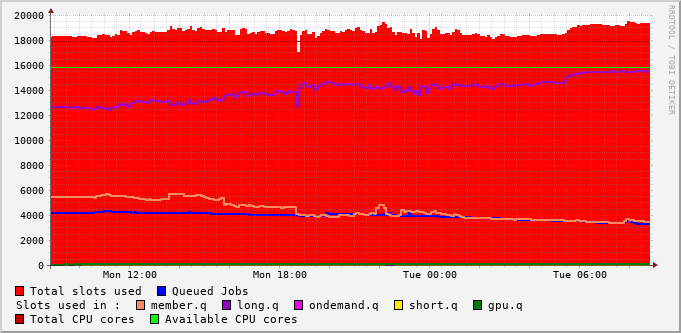 20000
18000
16000
14000
12000
10000
8000
6000
4000
2000
0
Mon 12:00 Mon 18:00 Tue 00:00 Tue 06:00
Total slots used Queued Jobs
Slots used in : member.q long.q ondemand.q short.q gpu.q
Total CPU cores Available CPU cores
RRDTOOL / TOBI OETIKER